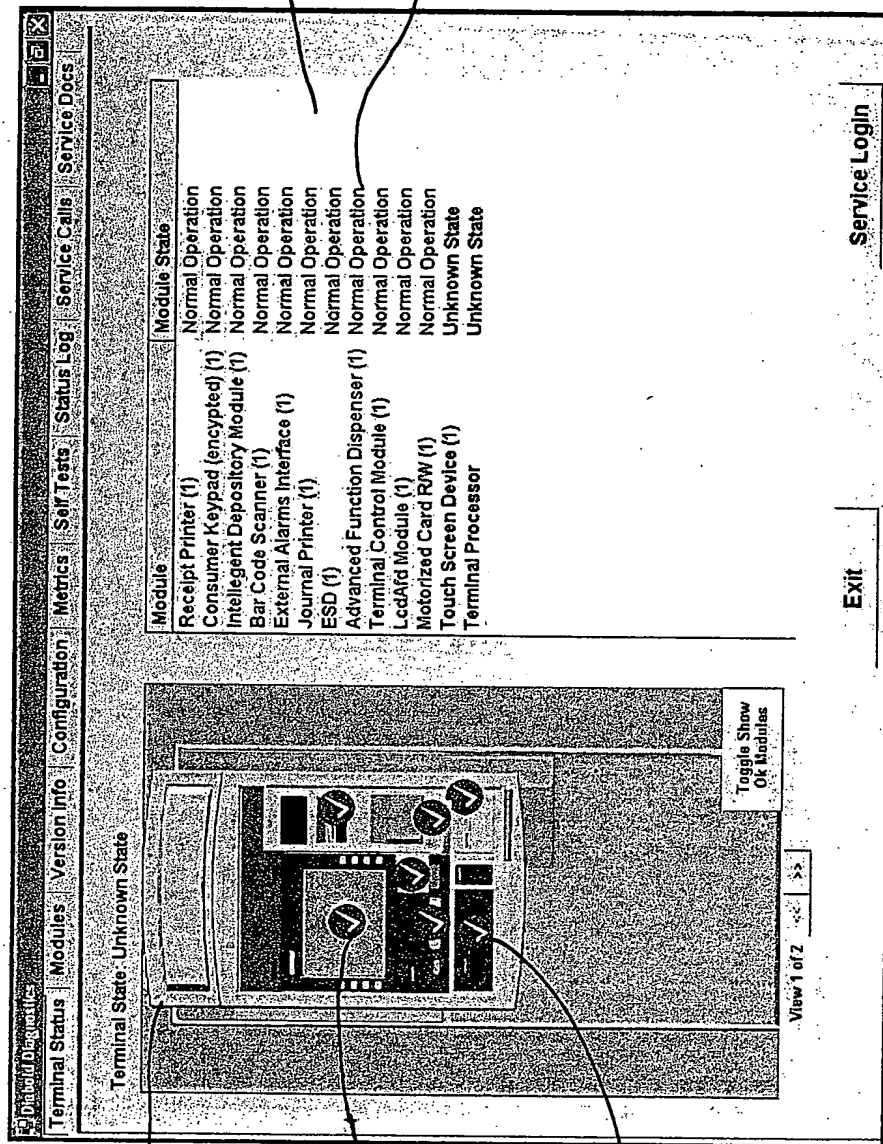 Terminal Status Modules Version Info Configuration Metrics Self Tests Status Log Service Calls Service Docs
Terminal State - Unknown State
Module Module State
Receipt Printer (1) Normal Operation
Consumer Keypad (encypted) (1) Normal Operation
Intellegent Depository Module (1) Normal Operation
Bar Code Scanner (1) Normal Operation
External Alarms Interface (1) Normal Operation
Journal Printer (1) Normal Operation
ESD (1) Normal Operation
Advanced Function Dispenser (1) Normal Operation
Terminal Control Module (1) Normal Operation
LcdAfd Module (1) Normal Operation
Motorized Card R/W (1) Normal Operation
Touch Screen Device (1) Unknown State
Terminal Processor Unknown State
Toggle Show
Ok Modules
View 1 of 2 << >>
Exit Service Login